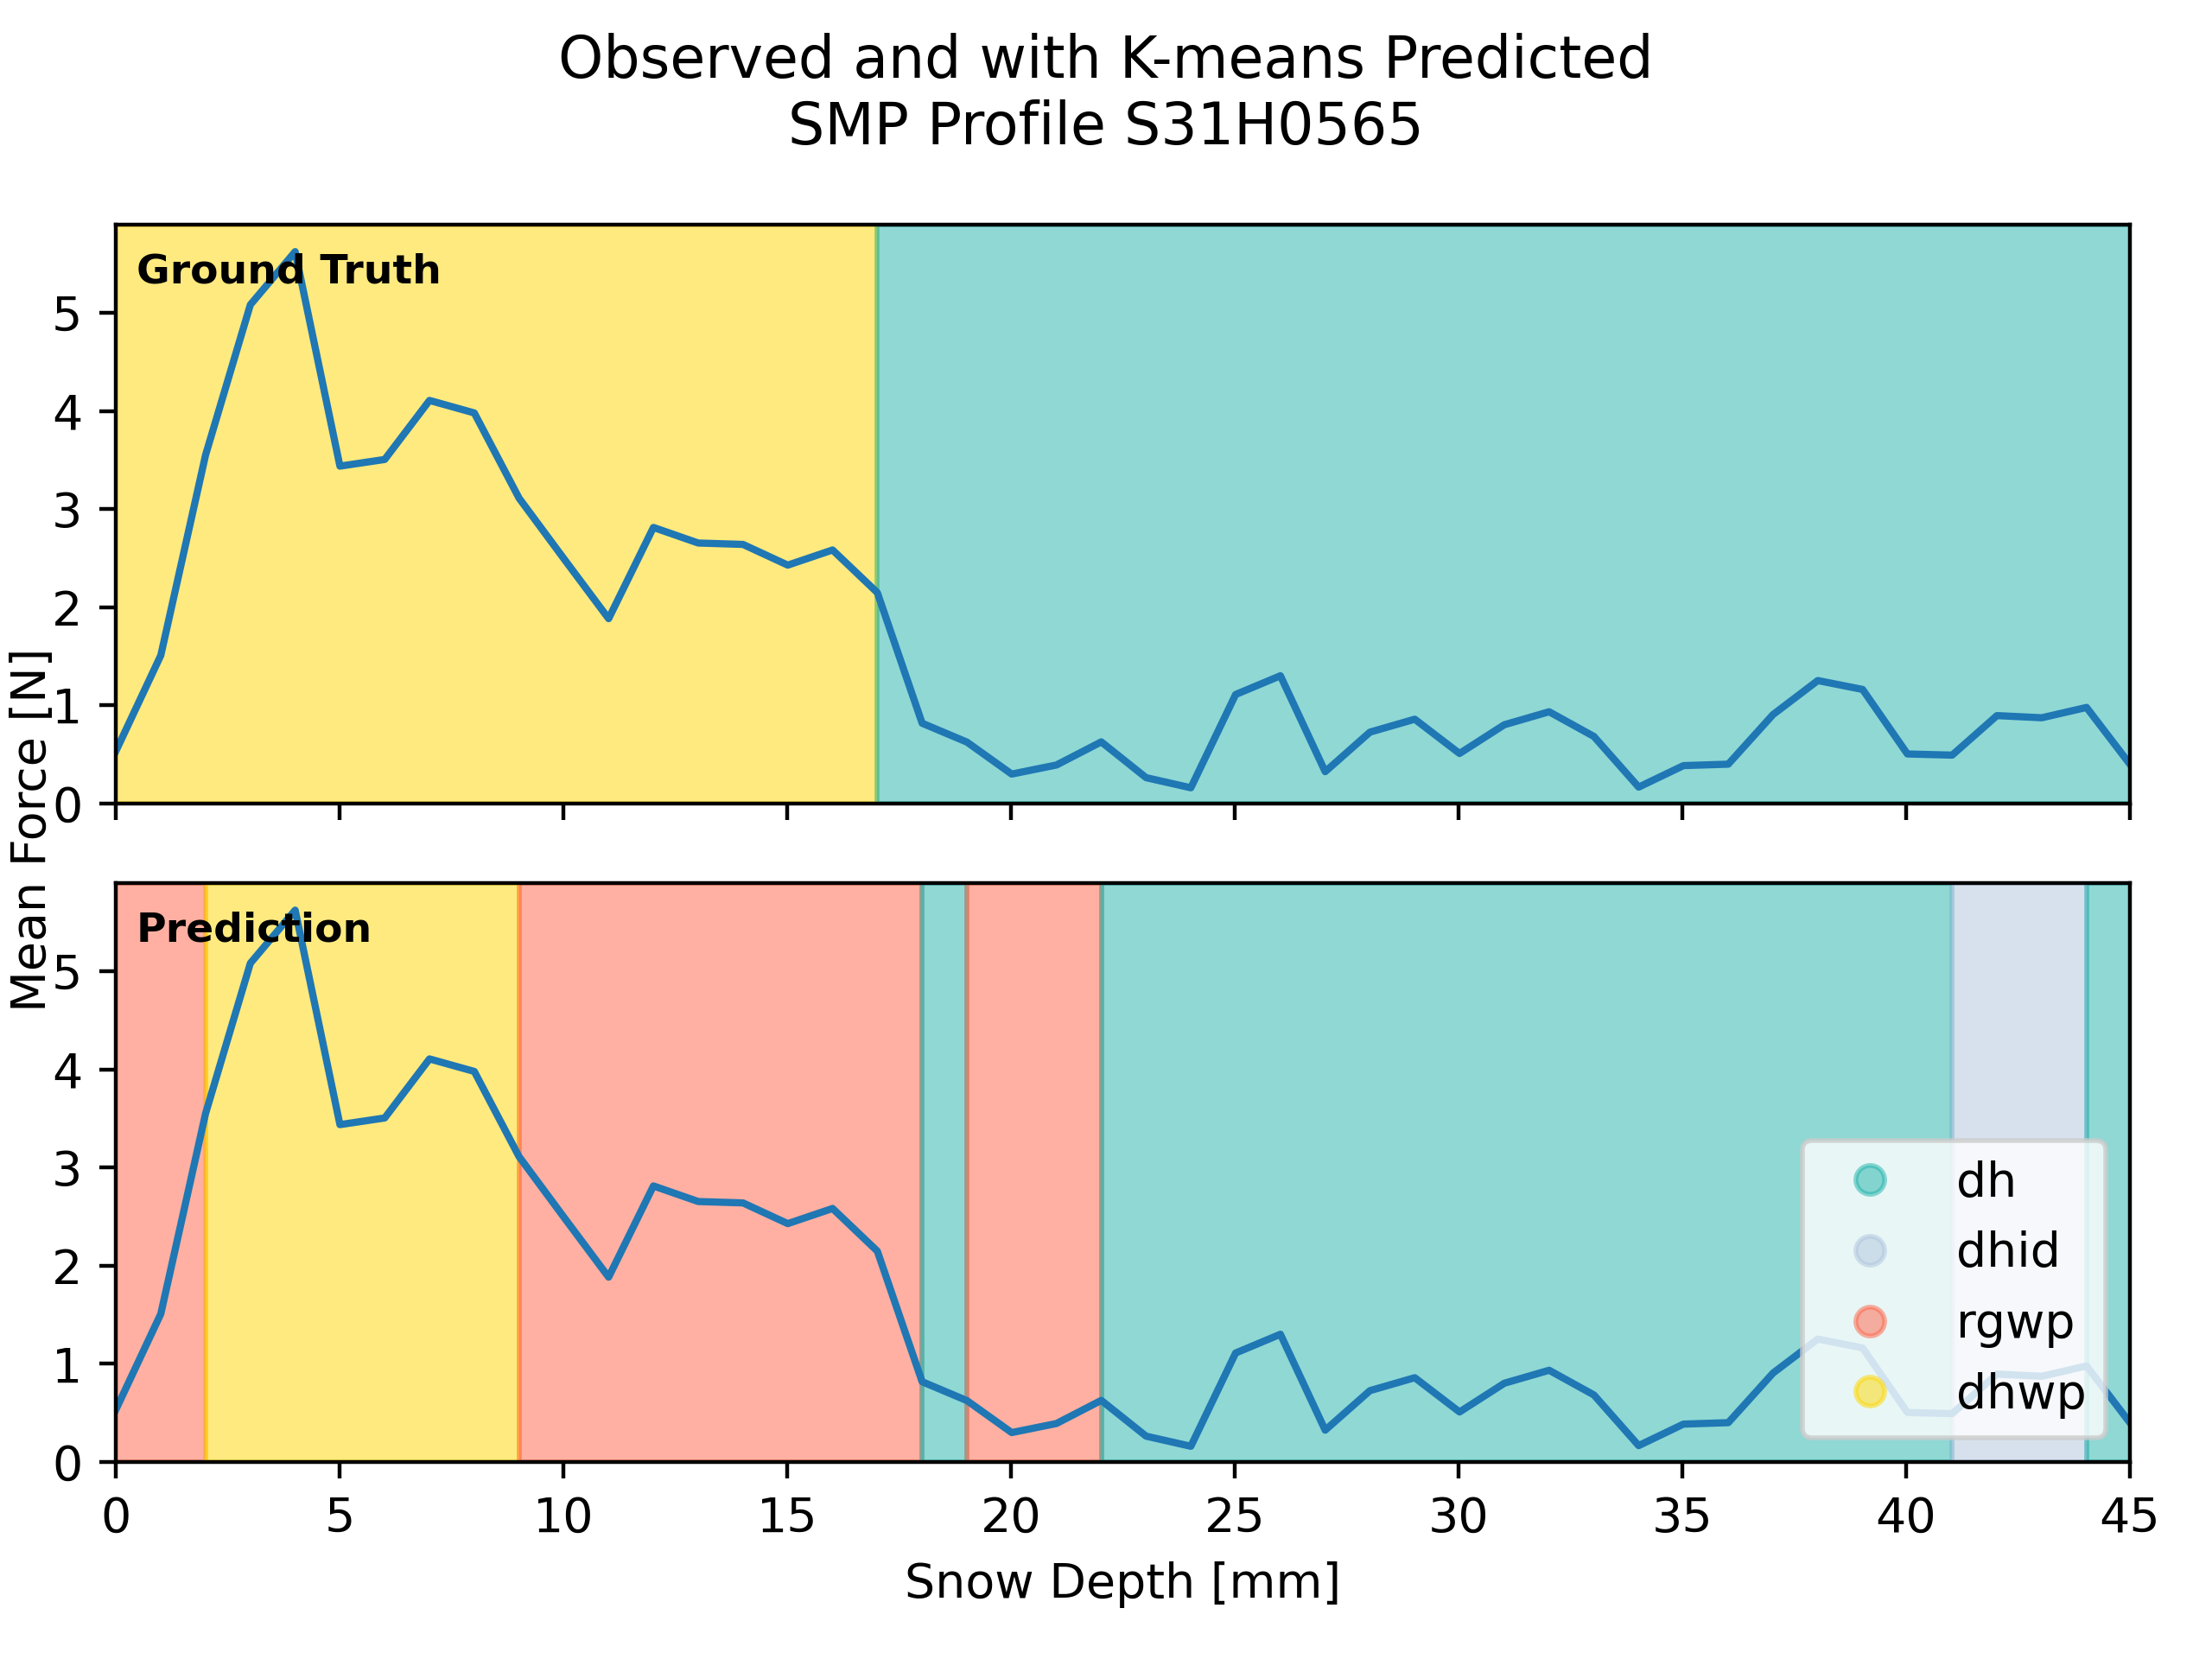 Observed and with K-means Predicted
SMP Profile S31H0565
Ground Truth
5
4
3
2
1
0
Mean Force [N]
Prediction
5
4
3
2
1
0
dh
dhid
rgwp
dhwp
0 5 10 15 20 25 30 35 40 45
Snow Depth [mm]